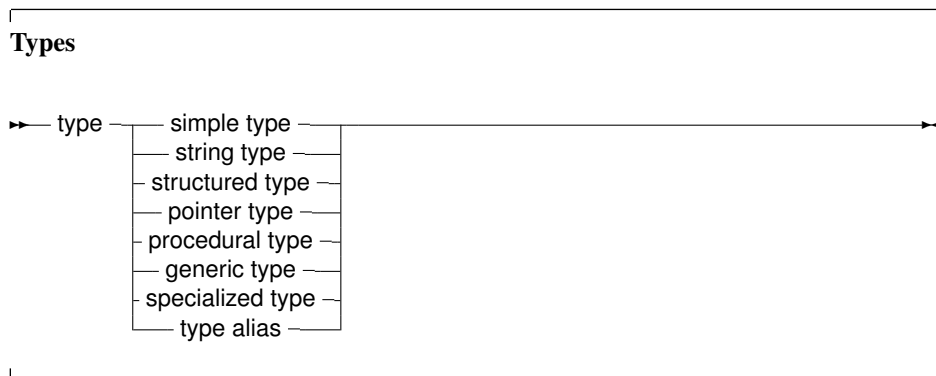 Types
type simple type
string type
structured type
pointer type
procedural type
generic type
specialized type
type alias